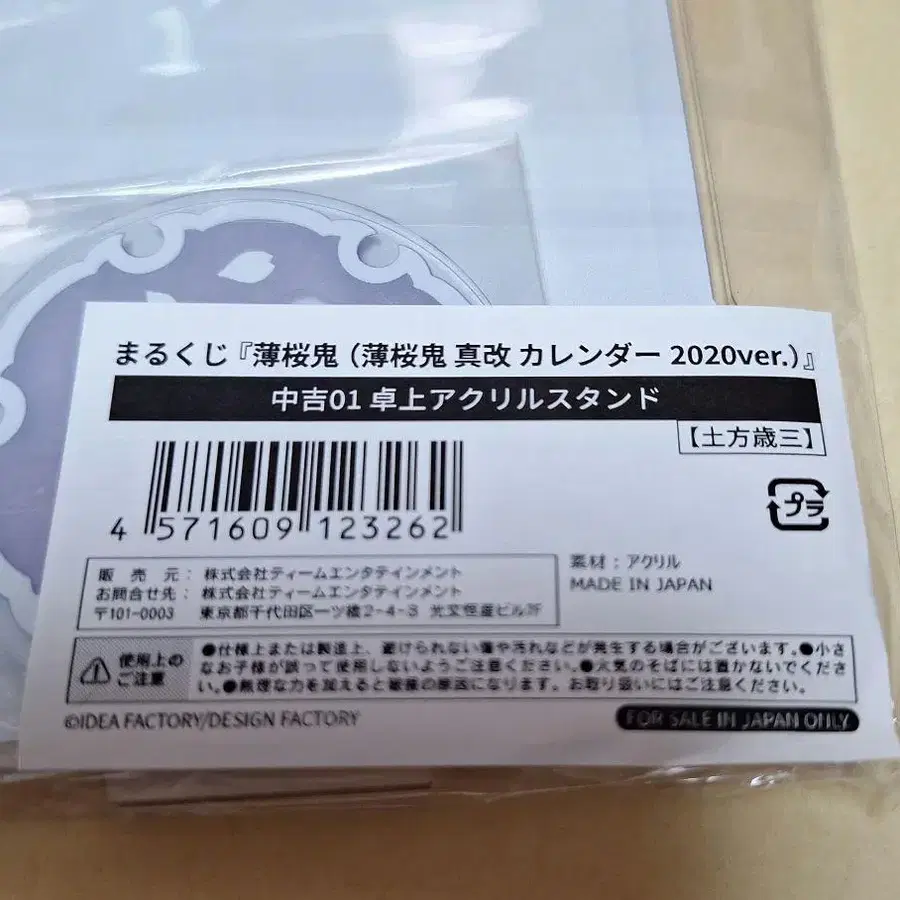 まるくじ『薄桜鬼（薄桜鬼 真改 カレンダー 2020ver.）』
中吉01 卓上アクリルスタンド
【土方歳三】
プラ
4 571609 123262
販売元：株式会社ティームエンタテインメント
お問合せ先：株式会社ティームエンタテインメント
〒101-0003 東京都千代田区一ツ橋2-4-3 光文恒産ビル7F
素材：アクリル
MADE IN JAPAN
使用上のご注意
●仕様上または製造上、避けられない傷や汚れなどが発生する場合がございます。●小さ
なお子様が誤って使用しないようご注意ください。●火気のそばには置かないでくださ
い。●無理な力を加えると破損の原因になります。お取り扱いにはご注意ください。
©IDEA FACTORY/DESIGN FACTORY
FOR SALE IN JAPAN ONLY